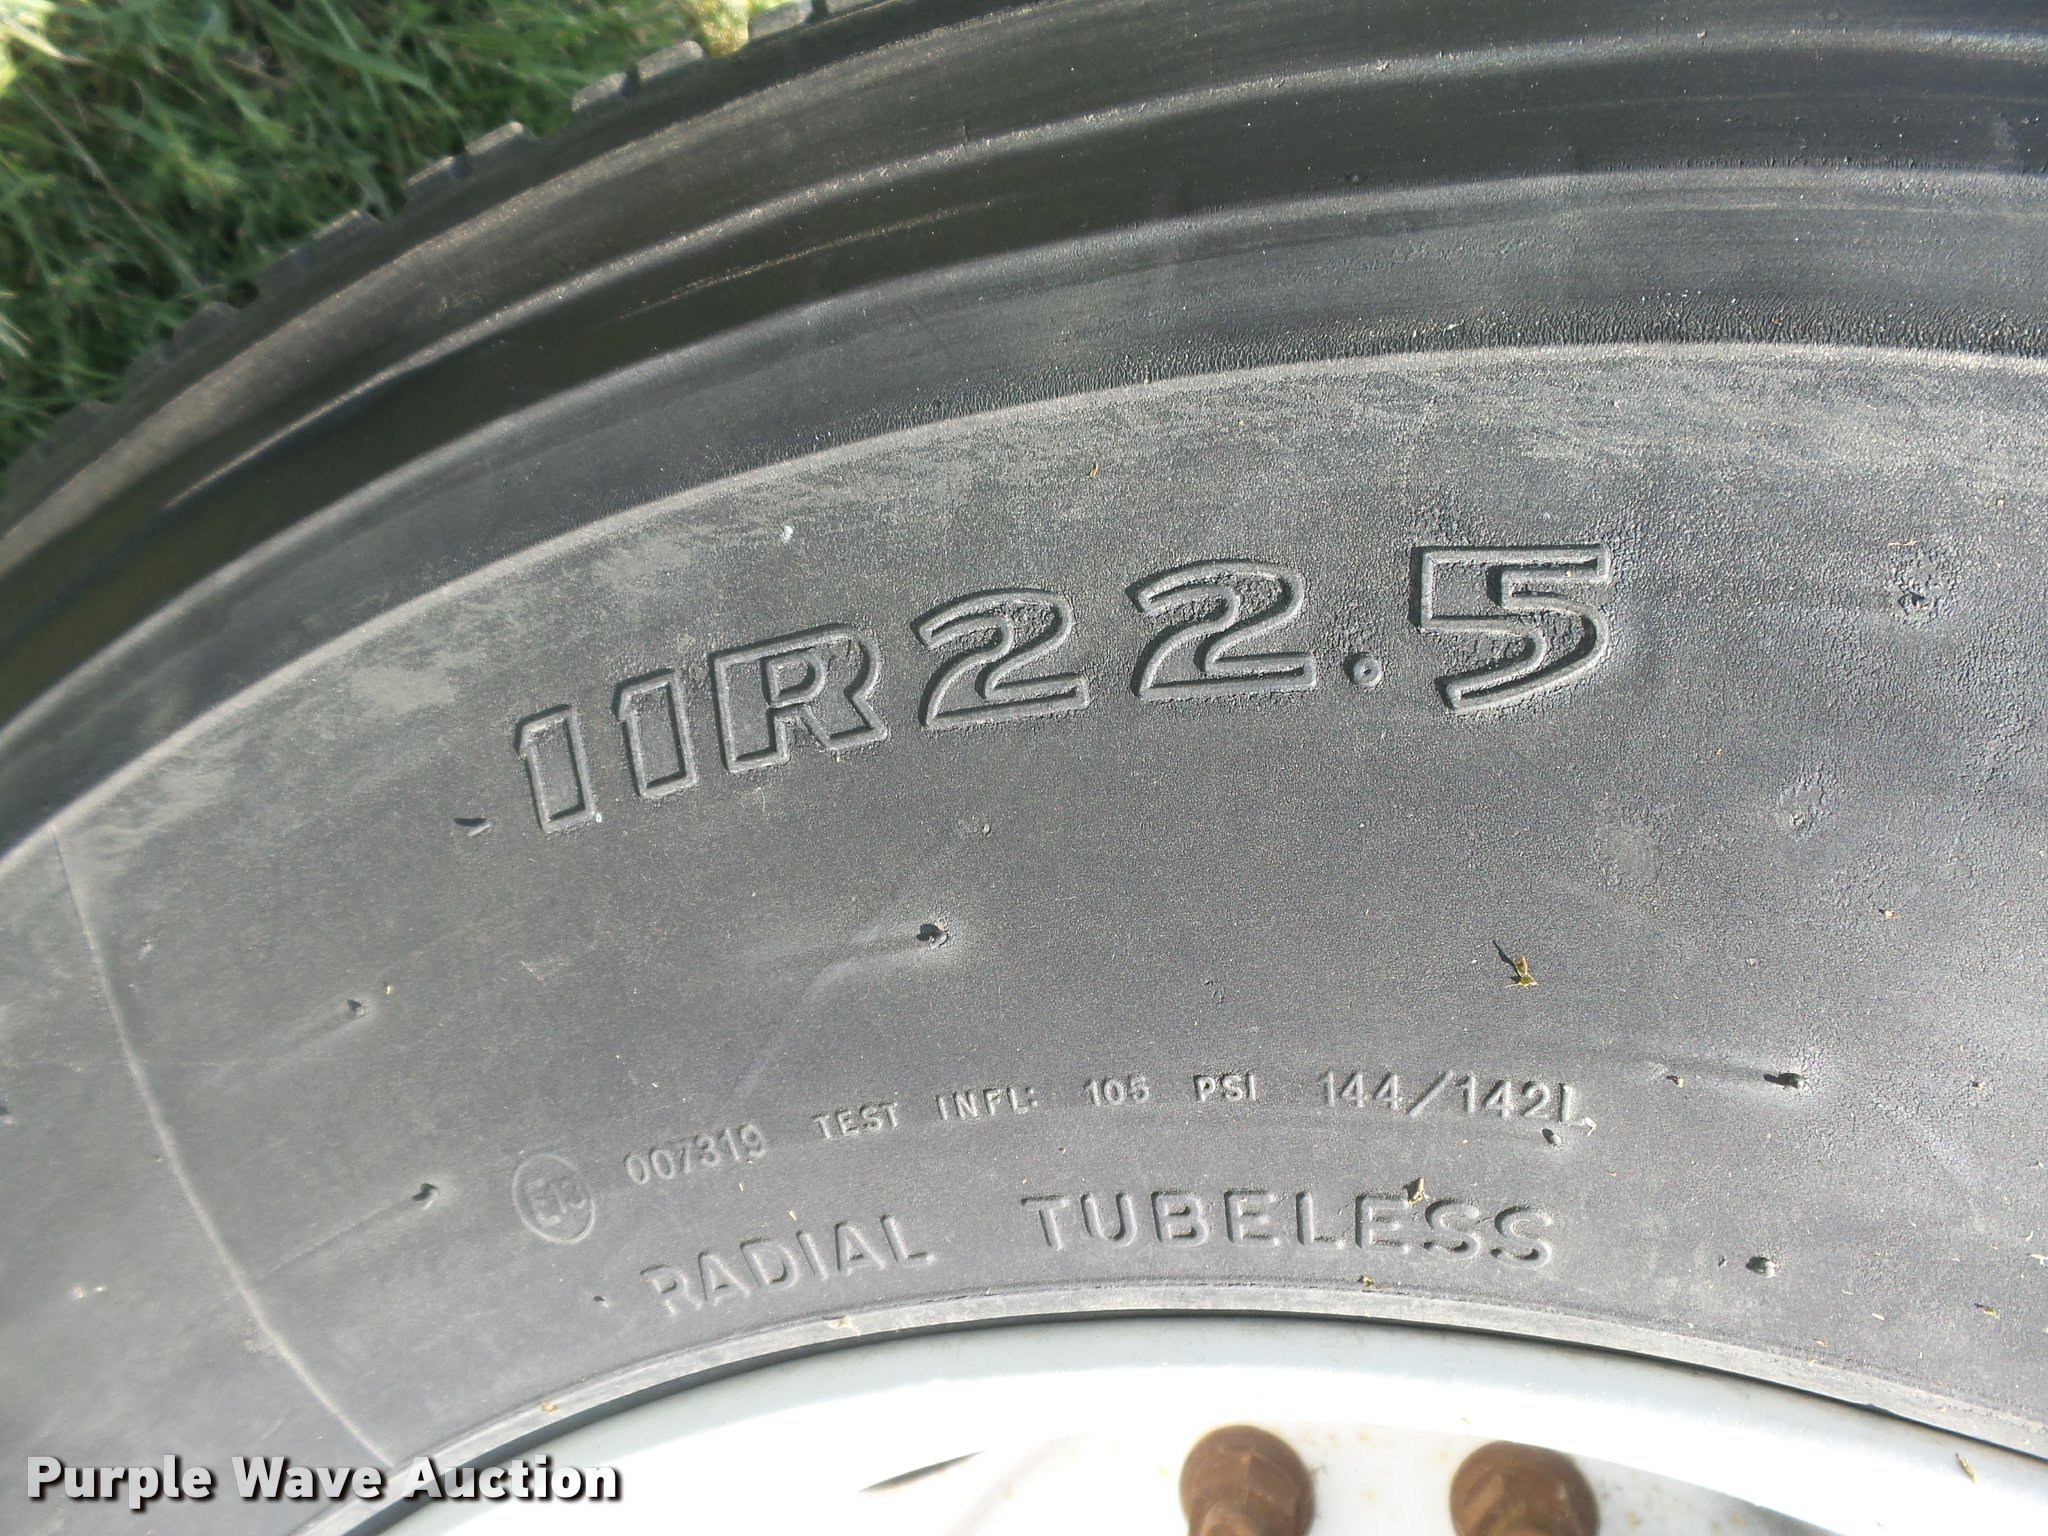 11R22.5
E13 007319 TEST INFL: 105 PSI 144/142L
RADIAL TUBELESS
Purple Wave Auction